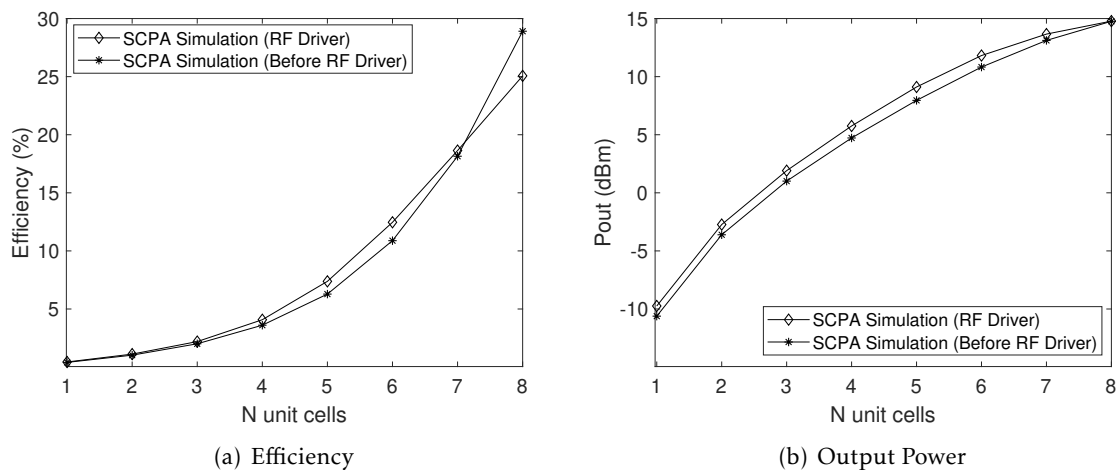 30
25
20
15
10
5
Efficiency (%)
SCPA Simulation (RF Driver)
SCPA Simulation (Before RF Driver)
1 2 3 4 5 6 7 8
N unit cells
(a) Efficiency
15
10
5
0
-5
-10
Pout (dBm)
SCPA Simulation (RF Driver)
SCPA Simulation (Before RF Driver)
1 2 3 4 5 6 7 8
N unit cells
(b) Output Power